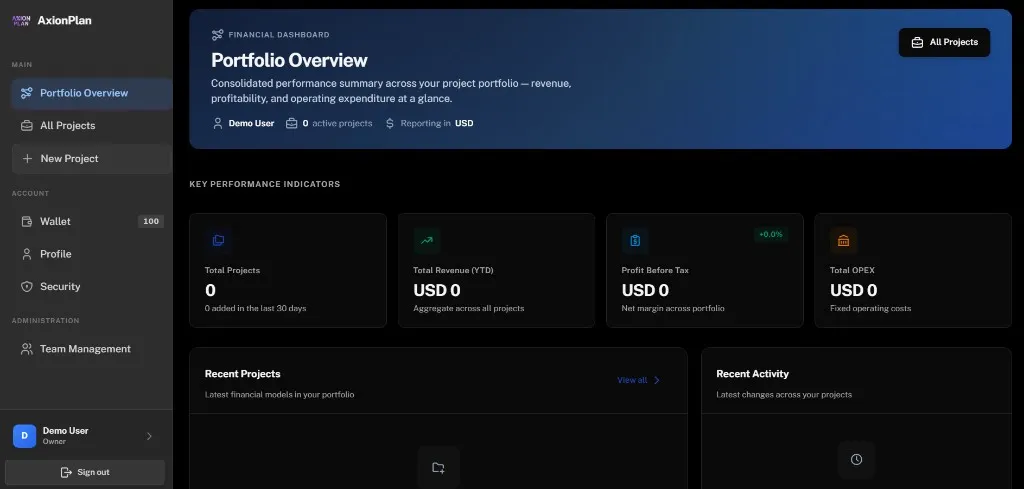 AXION
PLAN
AxionPlan
MAIN
Portfolio Overview
All Projects
New Project
ACCOUNT
Wallet
100
Profile
Security
ADMINISTRATION
Team Management
D
Demo User
Owner
Sign out
FINANCIAL DASHBOARD
Portfolio Overview
Consolidated performance summary across your project portfolio — revenue,
profitability, and operating expenditure at a glance.
Demo User
0 active projects
Reporting in USD
All Projects
KEY PERFORMANCE INDICATORS
Total Projects
0
0 added in the last 30 days
Total Revenue (YTD)
USD 0
Aggregate across all projects
+0.0%
Profit Before Tax
USD 0
Net margin across portfolio
Total OPEX
USD 0
Fixed operating costs
Recent Projects
Latest financial models in your portfolio
View all
Recent Activity
Latest changes across your projects